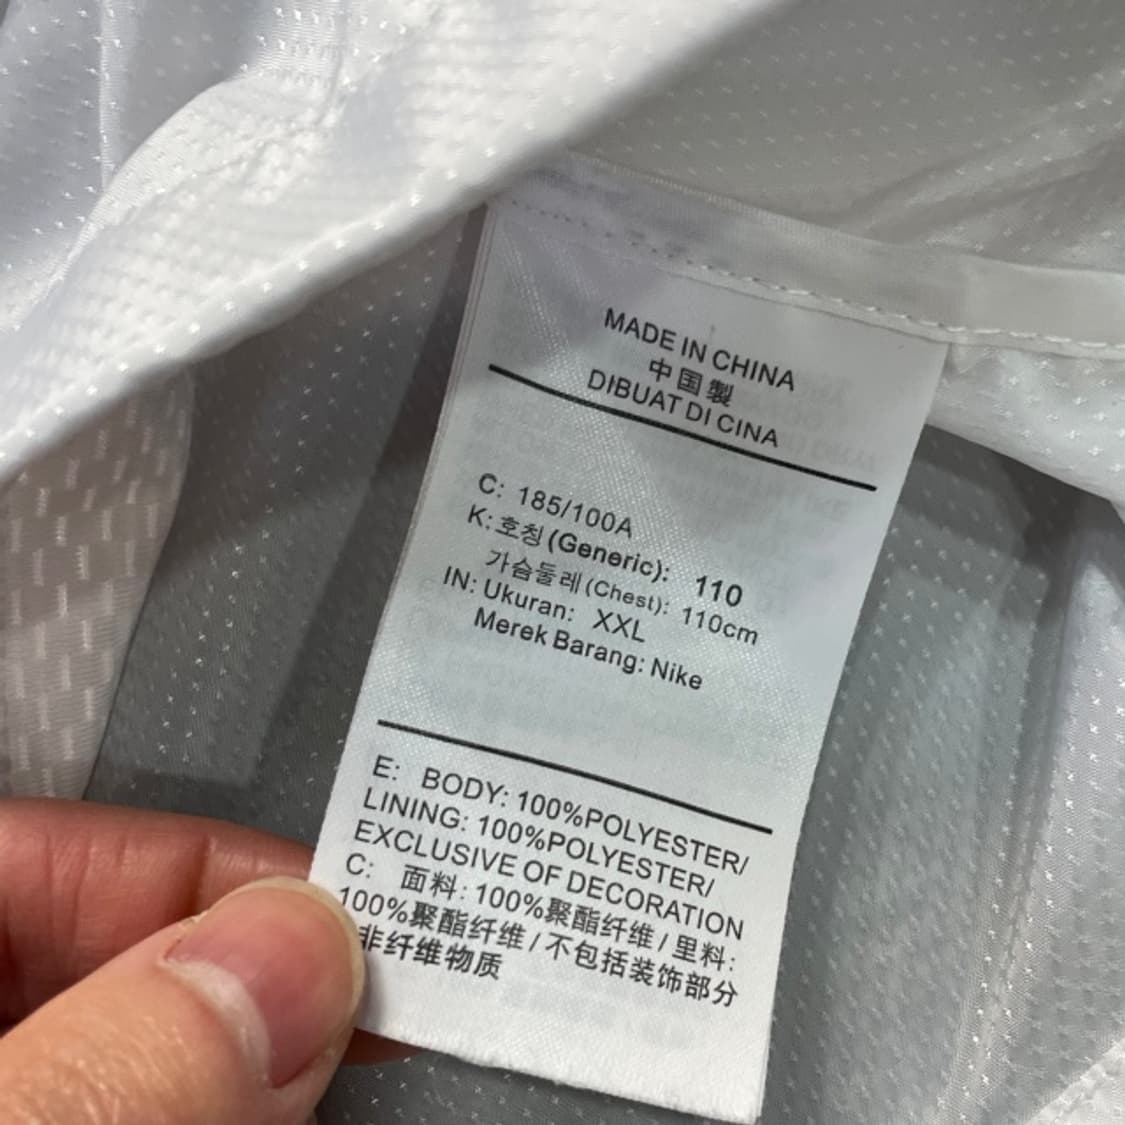 MADE IN CHINA
中国製
DIBUAT DI CINA
C: 185/100A
K: 호칭(Generic): 110
가슴둘레(Chest): 110cm
IN: Ukuran: XXL
Merek Barang: Nike
E: BODY: 100%POLYESTER/
LINING: 100%POLYESTER/
EXCLUSIVE OF DECORATION
C: 面料: 100%聚酯纤维/里料:
100%聚酯纤维/不包括装饰部分
非纤维物质